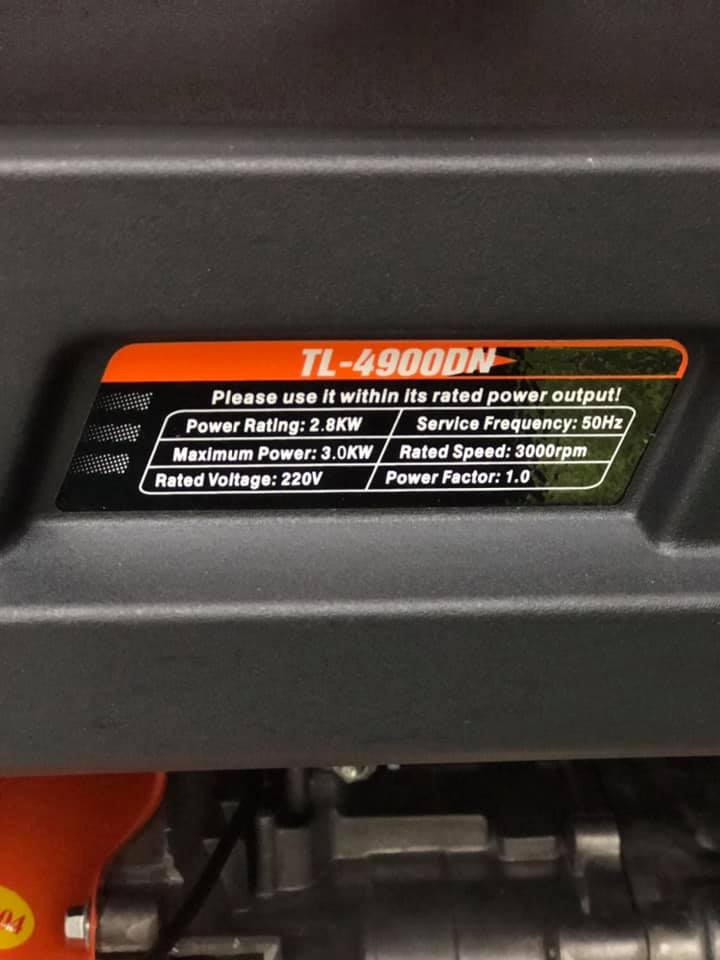 TL-4900DN
Please use it within its rated power output!
Power Rating: 2.8KW Service Frequency: 50Hz
Maximum Power: 3.0KW Rated Speed: 3000rpm
Rated Voltage: 220V Power Factor: 1.0
04